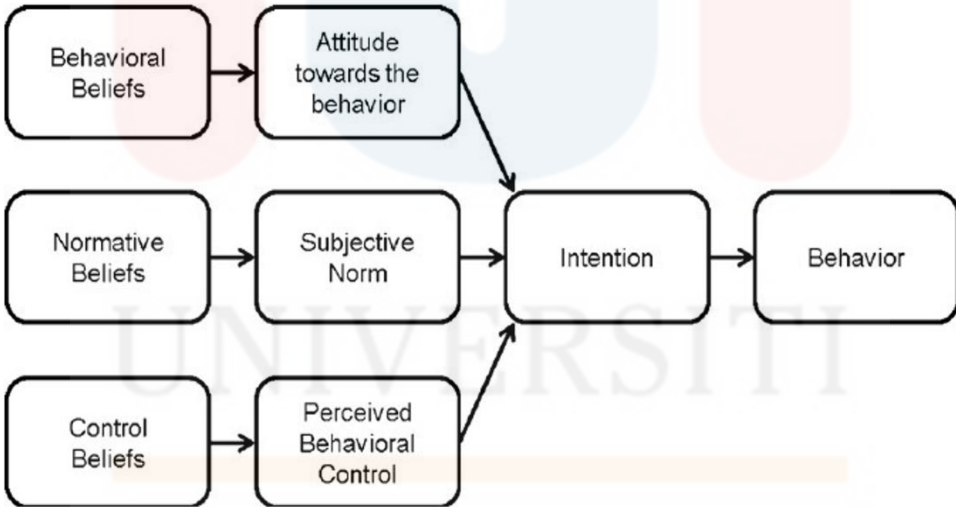 Behavioral
Beliefs
Attitude
towards the
behavior
Normative
Beliefs
Subjective
Norm
Intention
Behavior
Control
Beliefs
Perceived
Behavioral
Control
UNIVERSITI